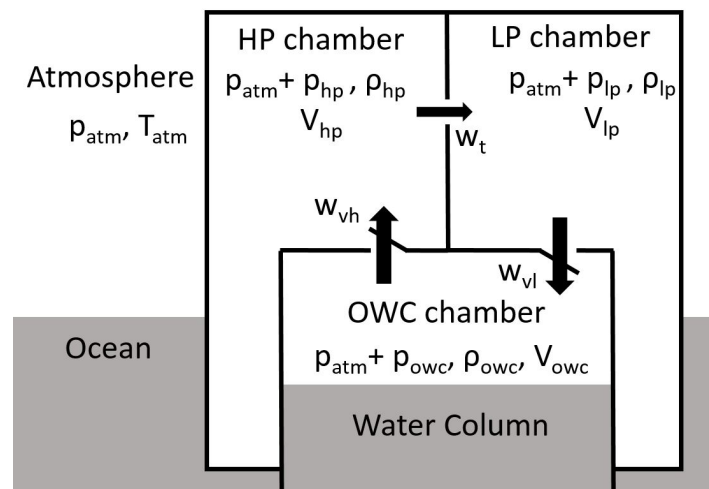 HP chamber
p_atm + p_hp , ρ_hp
V_hp
LP chamber
p_atm + p_lp , ρ_lp
V_lp
Atmosphere
p_atm, T_atm
w_t
w_vh
w_vl
OWC chamber
p_atm + p_owc, ρ_owc, V_owc
Ocean
Water Column